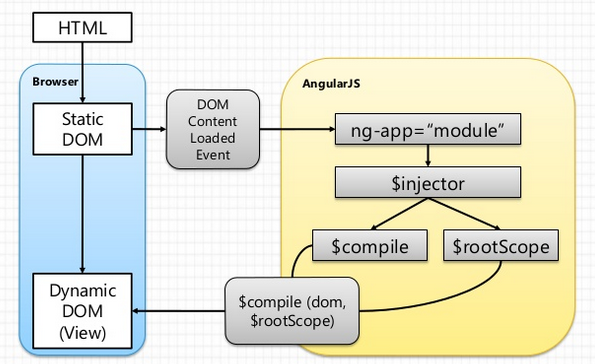 HTML
Browser
AngularJS
Static
DOM
DOM
Content
Loaded
Event
ng-app=“module”
$injector
$compile
$rootScope
Dynamic
DOM
(View)
$compile (dom,
$rootScope)